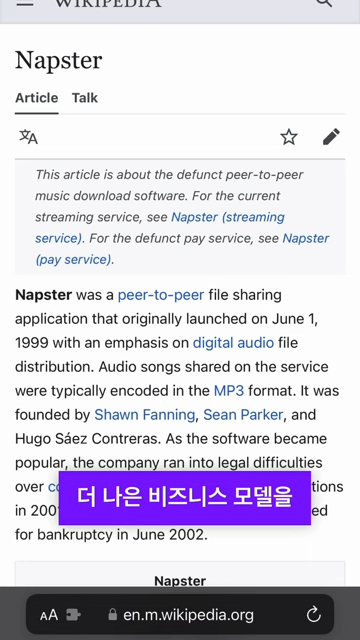 WIKIPEDIA
Napster
Article Talk
This article is about the defunct peer-to-peer
music download software. For the current
streaming service, see Napster (streaming
service). For the defunct pay service, see Napster
(pay service).
Napster was a peer-to-peer file sharing
application that originally launched on June 1,
1999 with an emphasis on digital audio file
distribution. Audio songs shared on the service
were typically encoded in the MP3 format. It was
founded by Shawn Fanning, Sean Parker, and
Hugo Sáez Contreras. As the software became
popular, the company ran into legal difficulties
over
더 나은 비즈니스 모델을
in
for bankruptcy in June 2002.
Napster
AA en.m.wikipedia.org